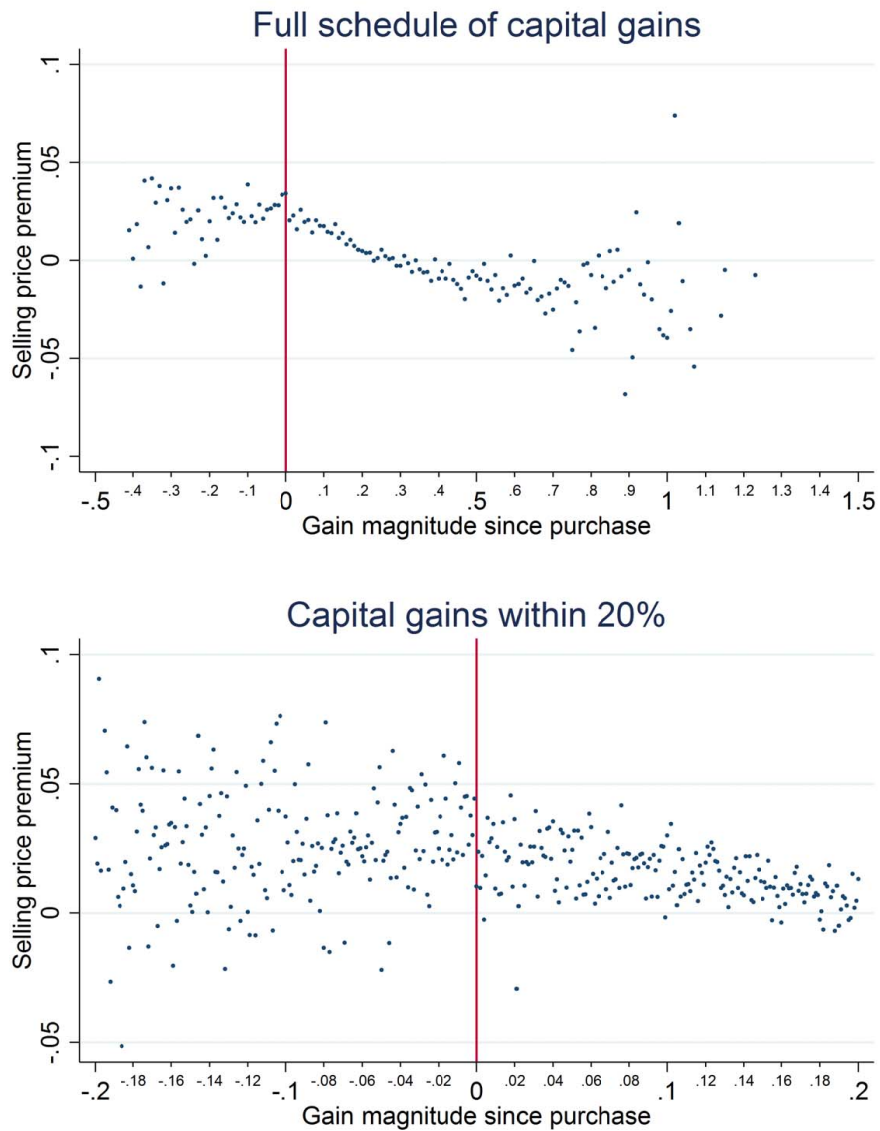 Full schedule of capital gains
Selling price premium
.1
.05
0
-.05
-.1
-.5 -.4 -.3 -.2 -.1 0 .1 .2 .3 .4 .5 .6 .7 .8 .9 1 1.1 1.2 1.3 1.4 1.5
Gain magnitude since purchase
Capital gains within 20%
Selling price premium
.1
.05
0
-.05
-.2 -.18 -.16 -.14 -.12 -.1 -.08 -.06 -.04 -.02 0 .02 .04 .06 .08 .1 .12 .14 .16 .18 .2
Gain magnitude since purchase